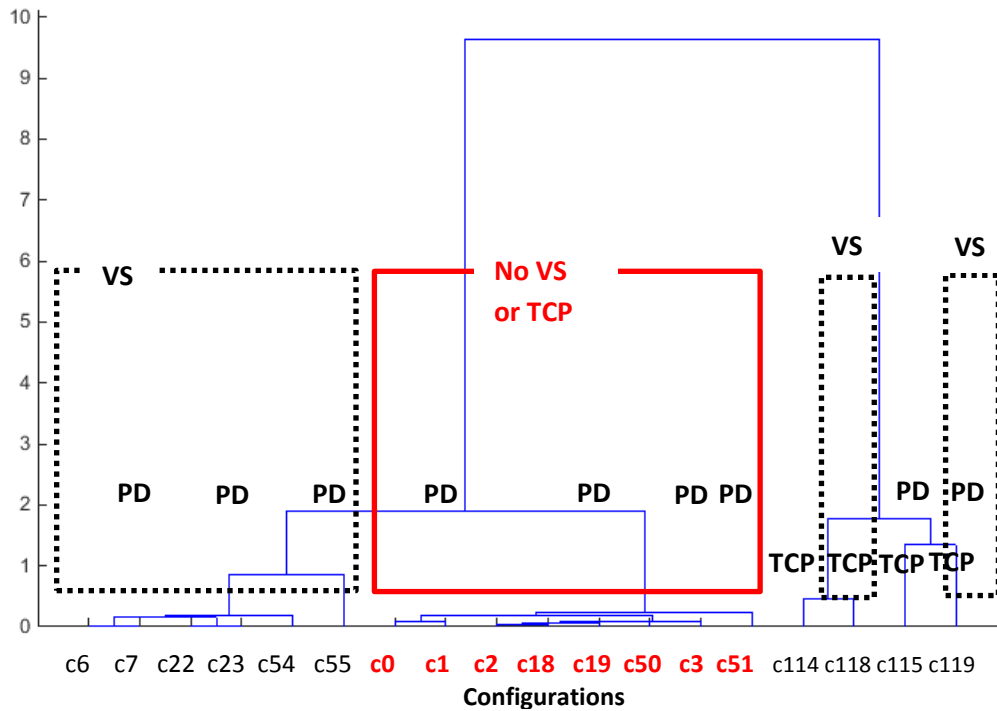 10
9
8
7
6
5
4
3
2
1
0
VS
No VS
or TCP
VS
VS
PD
PD
PD
PD
PD
PD
PD
PD
PD
TCP
TCP
TCP
TCP
c6 c7 c22 c23 c54 c55 c0 c1 c2 c18 c19 c50 c3 c51 c114 c118 c115 c119
Configurations